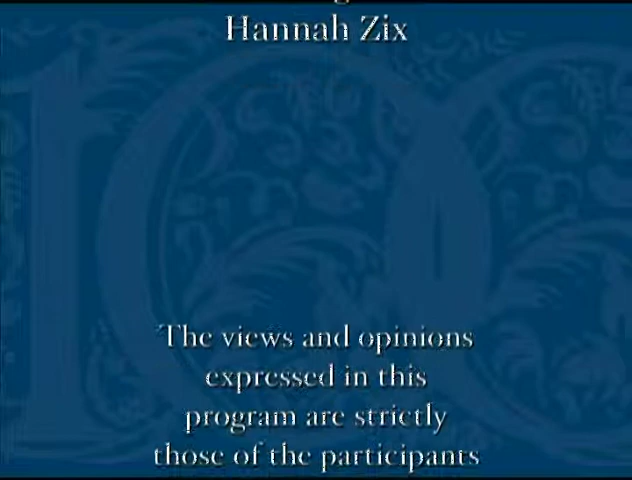 Hannah Zix
The views and opinions
expressed in this
program are strictly
those of the participants